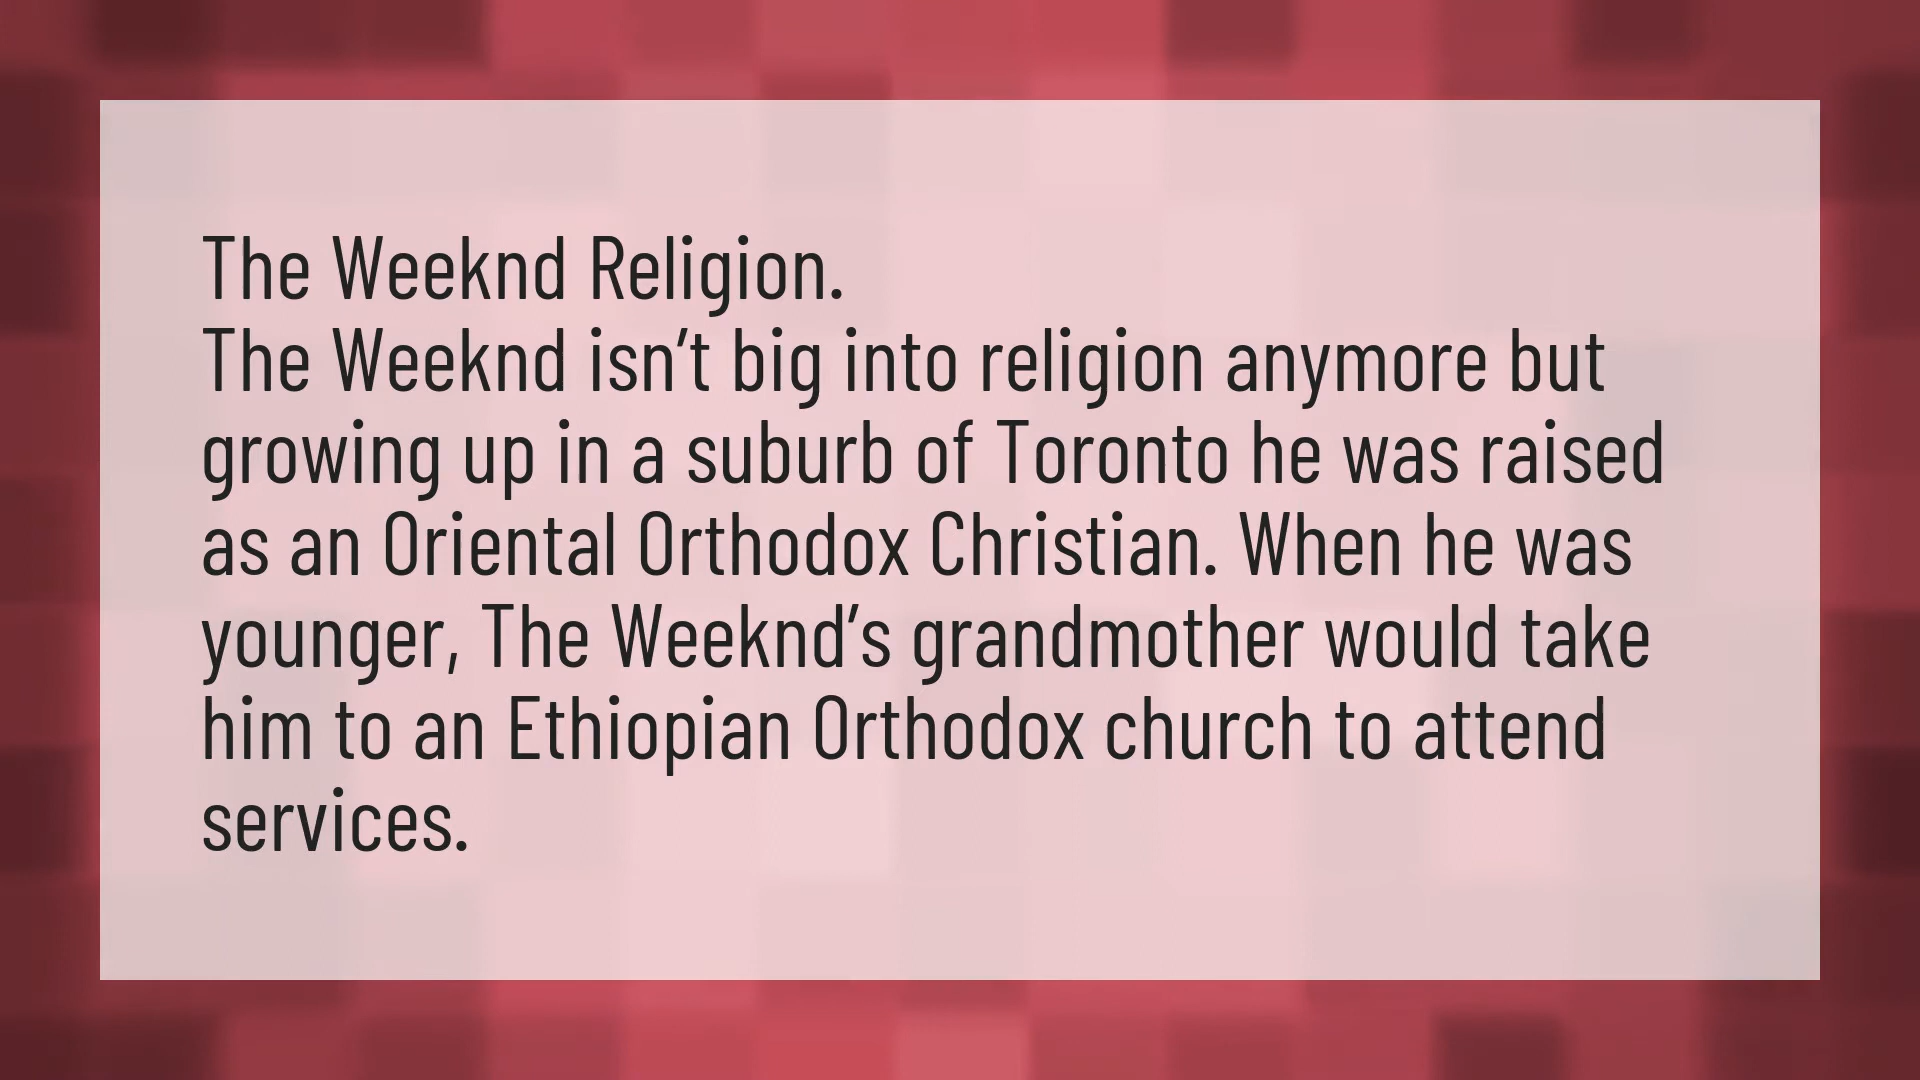 The Weeknd Religion.
The Weeknd isn’t big into religion anymore but
growing up in a suburb of Toronto he was raised
as an Oriental Orthodox Christian. When he was
younger, The Weeknd’s grandmother would take
him to an Ethiopian Orthodox church to attend
services.